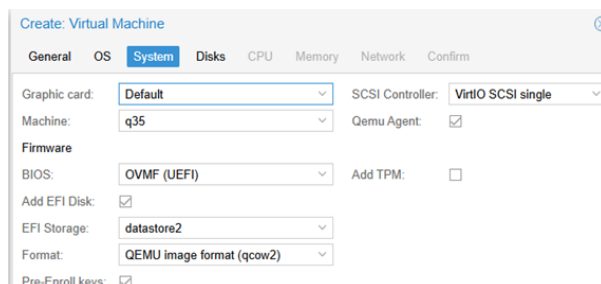 Create: Virtual Machine
General OS System Disks CPU Memory Network Confirm
Graphic card: Default SCSI Controller: VirtIO SCSI single
Machine: q35 Qemu Agent:
Firmware
BIOS: OVMF (UEFI) Add TPM:
Add EFI Disk:
EFI Storage: datastore2
Format: QEMU image format (qcow2)
Pre-Enroll keys: